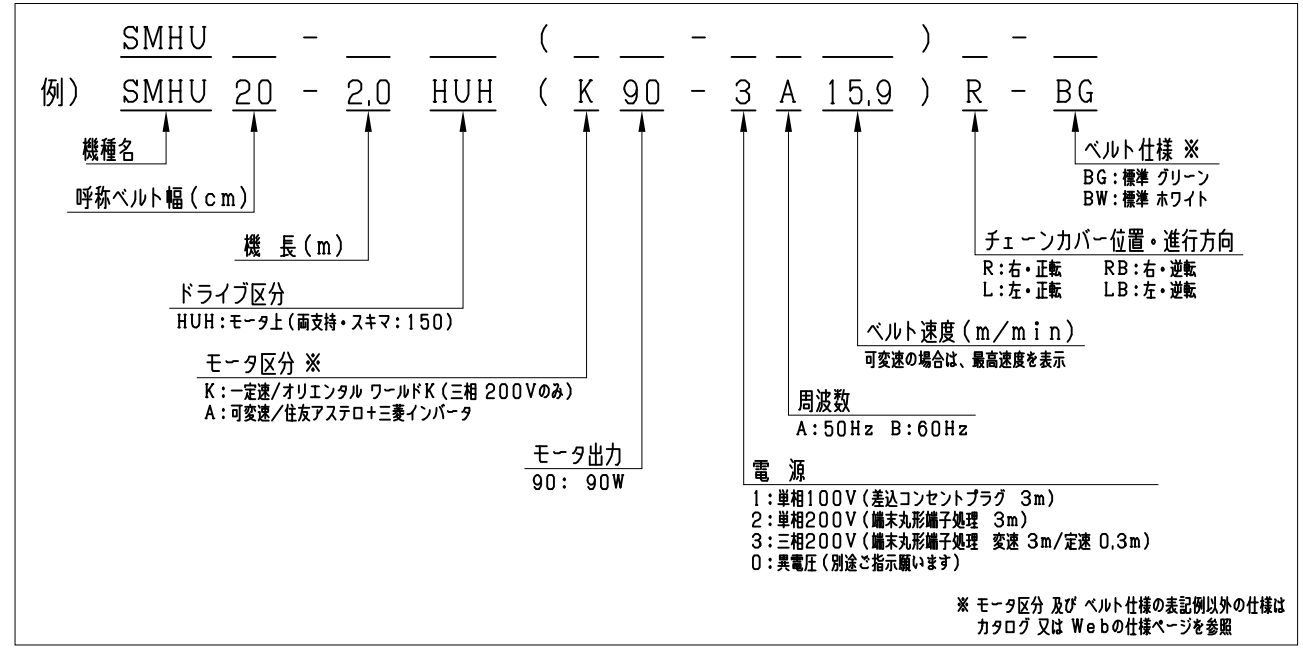 SMHU - ( - ) -
例) SMHU 20 - 2.0 HUH ( K 90 - 3 A 15.9 ) R - BG
機種名
呼称ベルト幅(cm)
機 長(m)
ドライブ区分
HUH:モータ上(両支持・スキマ:150)
モータ区分 ※
K:一定速/オリエンタル ワールドK(三相 200Vのみ)
A:可変速/住友アステロ+三菱インバータ
モータ出力
90: 90W
ベルト仕様 ※
BG:標準 グリーン
BW:標準 ホワイト
チェーンカバー位置・進行方向
R:右・正転 RB:右・逆転
L:左・正転 LB:左・逆転
ベルト速度(m/min)
可変速の場合は、最高速度を表示
周波数
A:50Hz B:60Hz
電 源
1:単相100V(差込コンセントプラグ 3m)
2:単相200V(端末丸形端子処理 3m)
3:三相200V(端末丸形端子処理 変速 3m/定速 0.3m)
0:異電圧(別途ご指示願います)
※ モータ区分 及び ベルト仕様の表記例以外の仕様は
カタログ 又は Webの仕様ページを参照